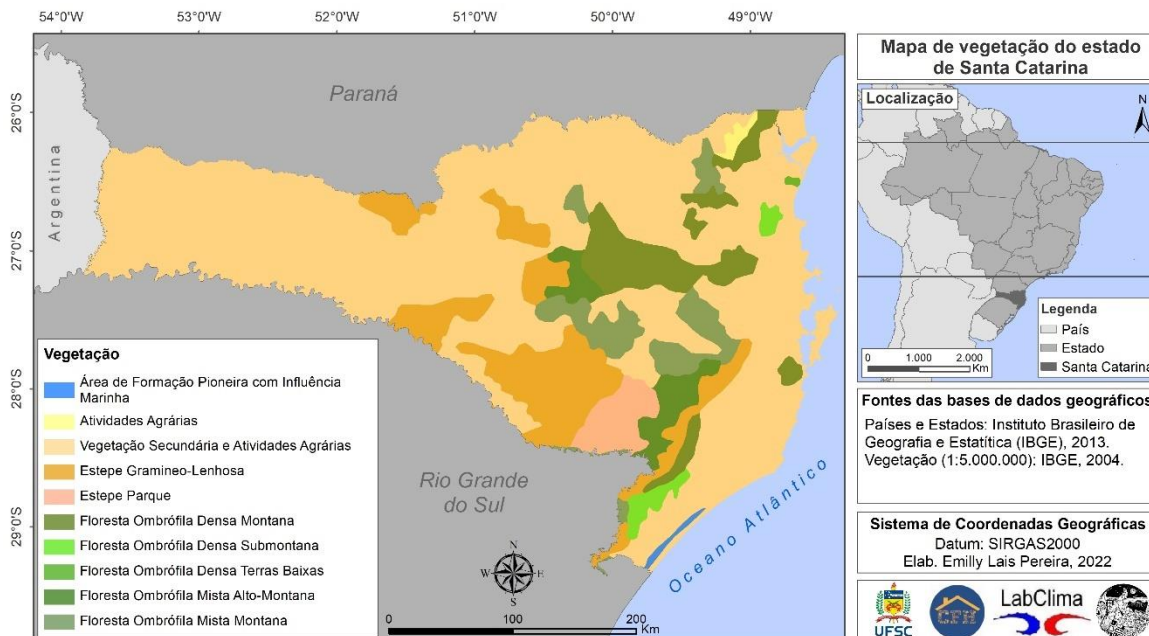 54°0'W
53°0'W
52°0'W
51°0'W
50°0'W
49°0'W
26°0'S
27°0'S
28°0'S
29°0'S
Paraná
Argentina
Rio Grande
do Sul
Oceano Atlântico
N
W
E
S
0
100
200
Km
Vegetação
Área de Formação Pioneira com Influência
Marinha
Atividades Agrárias
Vegetação Secundária e Atividades Agrárias
Estepe Gramineo-Lenhosa
Estepe Parque
Floresta Ombrófila Densa Montana
Floresta Ombrófila Densa Submontana
Floresta Ombrófila Densa Terras Baixas
Floresta Ombrófila Mista Alto-Montana
Floresta Ombrófila Mista Montana
Mapa de vegetação do estado
de Santa Catarina
Localização
N
Legenda
País
Estado
Santa Catarina
0
1.000
2.000
Km
Fontes das bases de dados geográficos
Países e Estados: Instituto Brasileiro de
Geografia e Estatítica (IBGE), 2013.
Vegetação (1:5.000.000): IBGE, 2004.
Sistema de Coordenadas Geográficas
Datum: SIRGAS2000
Elab. Emilly Lais Pereira, 2022
UFSC
CFH
LabClima